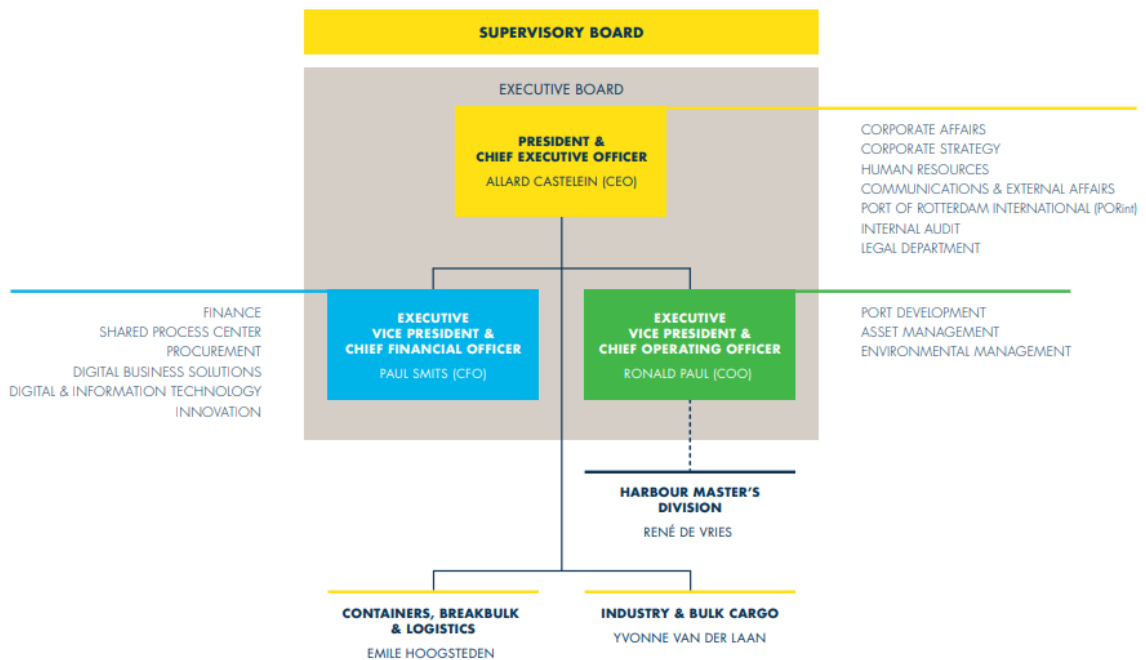 SUPERVISORY BOARD
EXECUTIVE BOARD
PRESIDENT &
CHIEF EXECUTIVE OFFICER
ALLARD CASTELEIN (CEO)
CORPORATE AFFAIRS
CORPORATE STRATEGY
HUMAN RESOURCES
COMMUNICATIONS & EXTERNAL AFFAIRS
PORT OF ROTTERDAM INTERNATIONAL (PORint)
INTERNAL AUDIT
LEGAL DEPARTMENT
FINANCE
SHARED PROCESS CENTER
PROCUREMENT
DIGITAL BUSINESS SOLUTIONS
DIGITAL & INFORMATION TECHNOLOGY
INNOVATION
EXECUTIVE
VICE PRESIDENT &
CHIEF FINANCIAL OFFICER
PAUL SMITS (CFO)
EXECUTIVE
VICE PRESIDENT &
CHIEF OPERATING OFFICER
RONALD PAUL (COO)
PORT DEVELOPMENT
ASSET MANAGEMENT
ENVIRONMENTAL MANAGEMENT
HARBOUR MASTER'S
DIVISION
RENÉ DE VRIES
CONTAINERS, BREAKBULK
& LOGISTICS
EMILE HOOGSTEDEN
INDUSTRY & BULK CARGO
YVONNE VAN DER LAAN